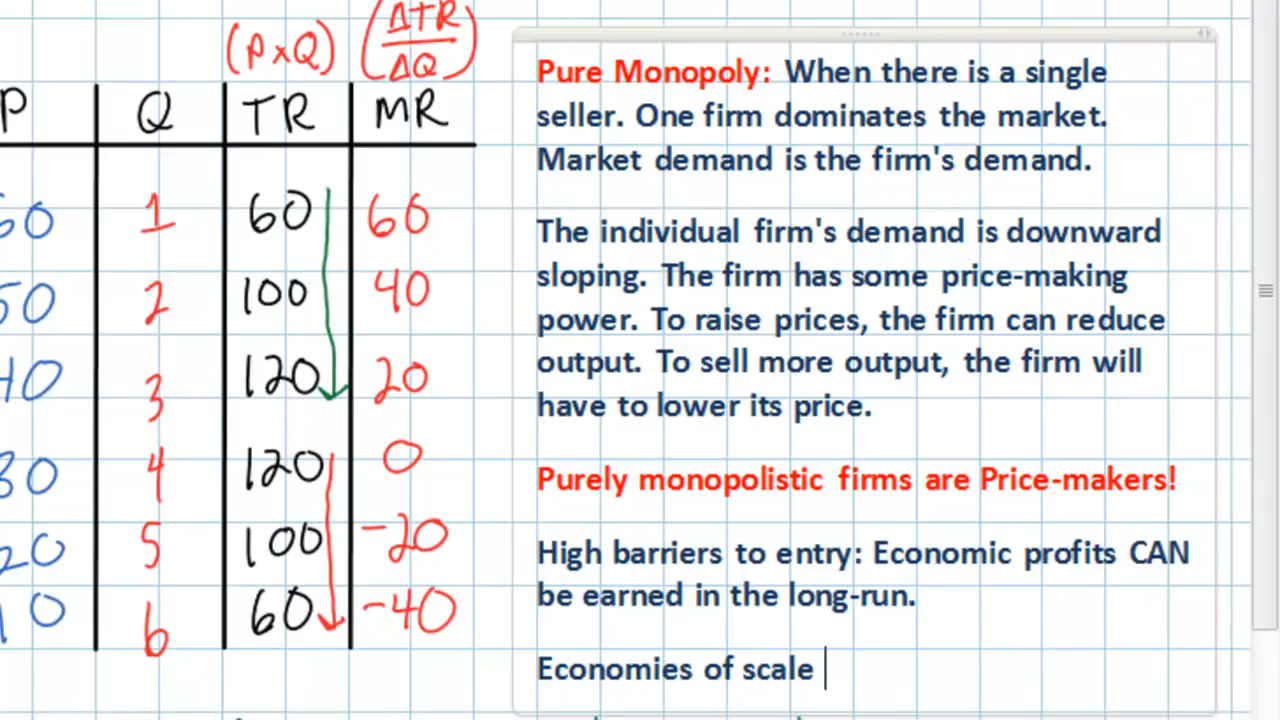 (P×Q) (ΔTR/ΔQ)
P Q TR MR
60 1 60 60
50 2 100 40
40 3 120 20
30 4 120 0
20 5 100 -20
10 6 60 -40
Pure Monopoly: When there is a single
seller. One firm dominates the market.
Market demand is the firm's demand.
The individual firm's demand is downward
sloping. The firm has some price-making
power. To raise prices, the firm can reduce
output. To sell more output, the firm will
have to lower its price.
Purely monopolistic firms are Price-makers!
High barriers to entry: Economic profits CAN
be earned in the long-run.
Economies of scale